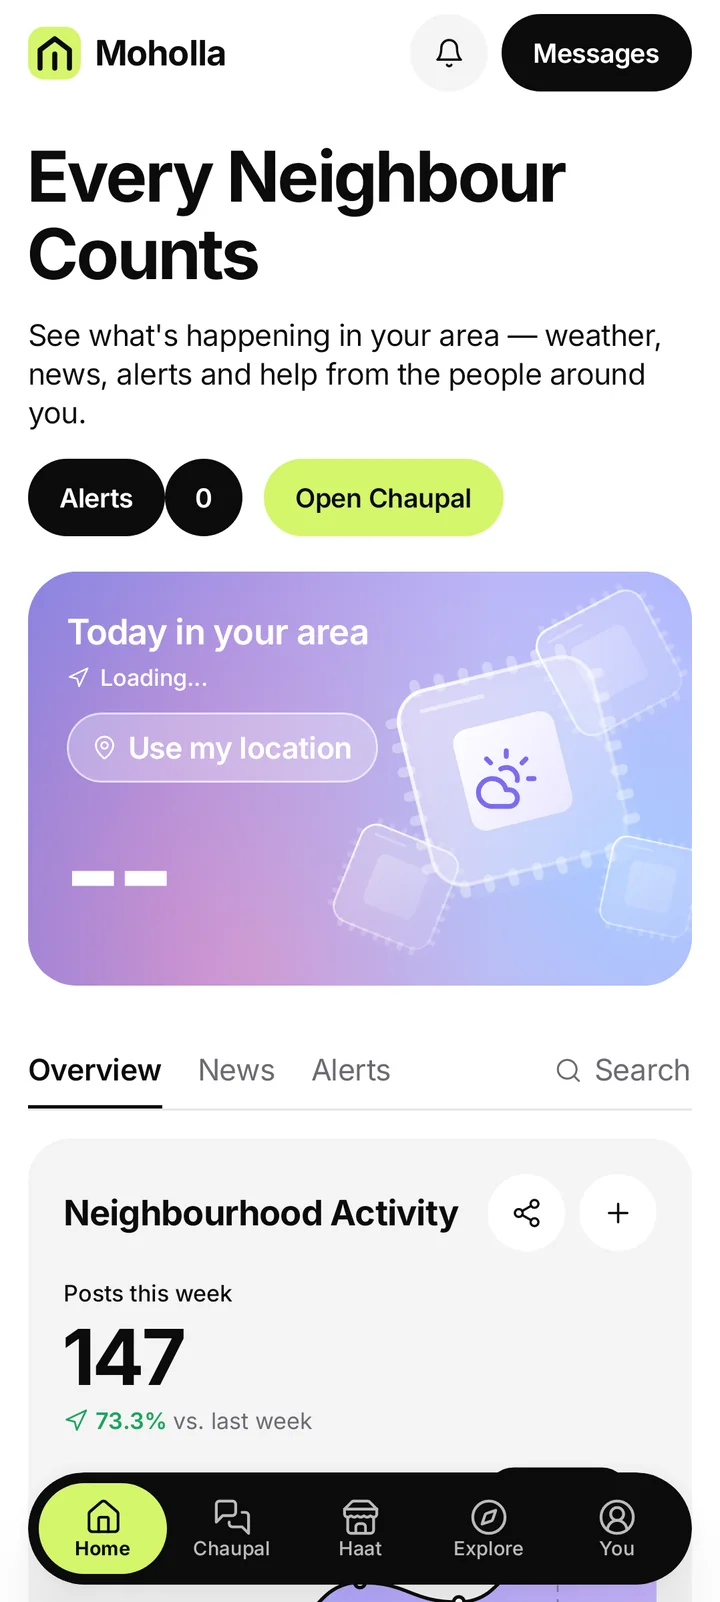 Moholla
Messages
Every Neighbour
Counts
See what's happening in your area — weather,
news, alerts and help from the people around
you.
Alerts 0 Open Chaupal
Today in your area
Loading...
Use my location
Overview News Alerts Search
Neighbourhood Activity
Posts this week
147
73.3% vs. last week
Home Chaupal Haat Explore You